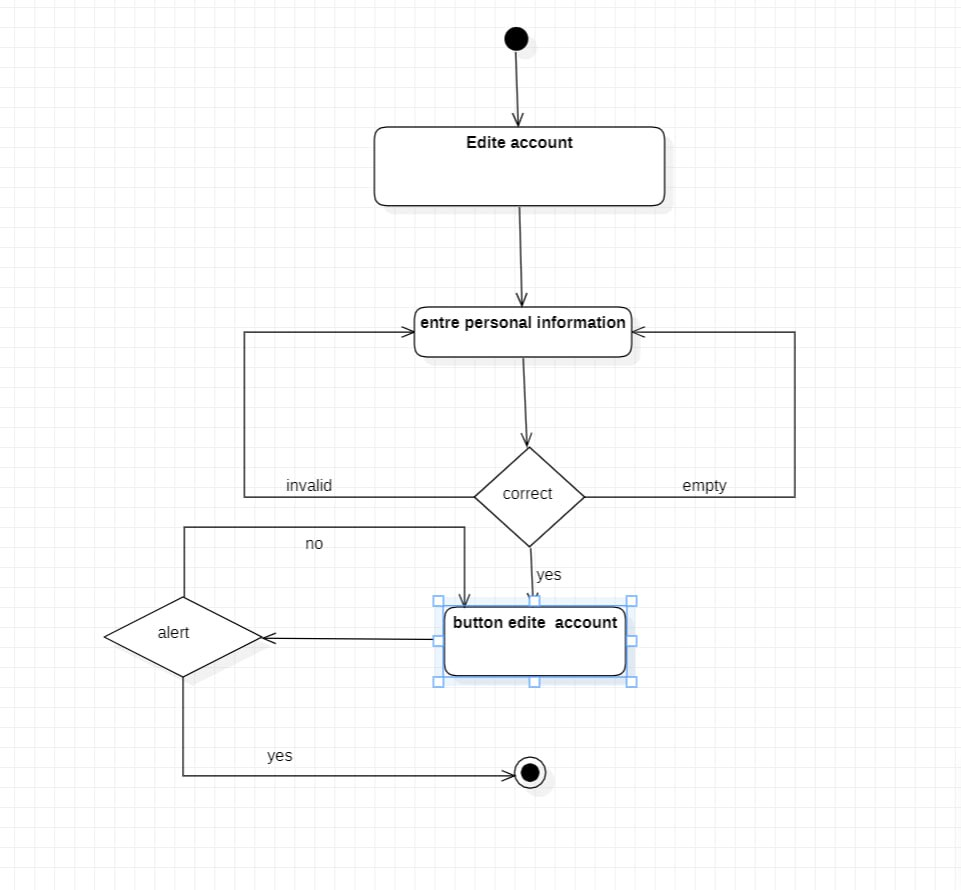 Edite account
entre personal information
correct
invalid
empty
no
yes
alert
button edite  account
yes